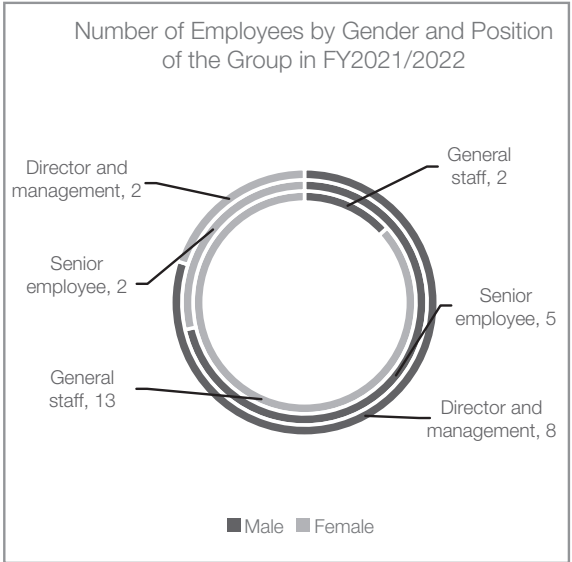 Number of Employees by Gender and Position
of the Group in FY2021/2022
Director and
management, 2
General
staff, 2
Senior
employee, 2
Senior
employee, 5
General
staff, 13
Director and
management, 8
Male
Female